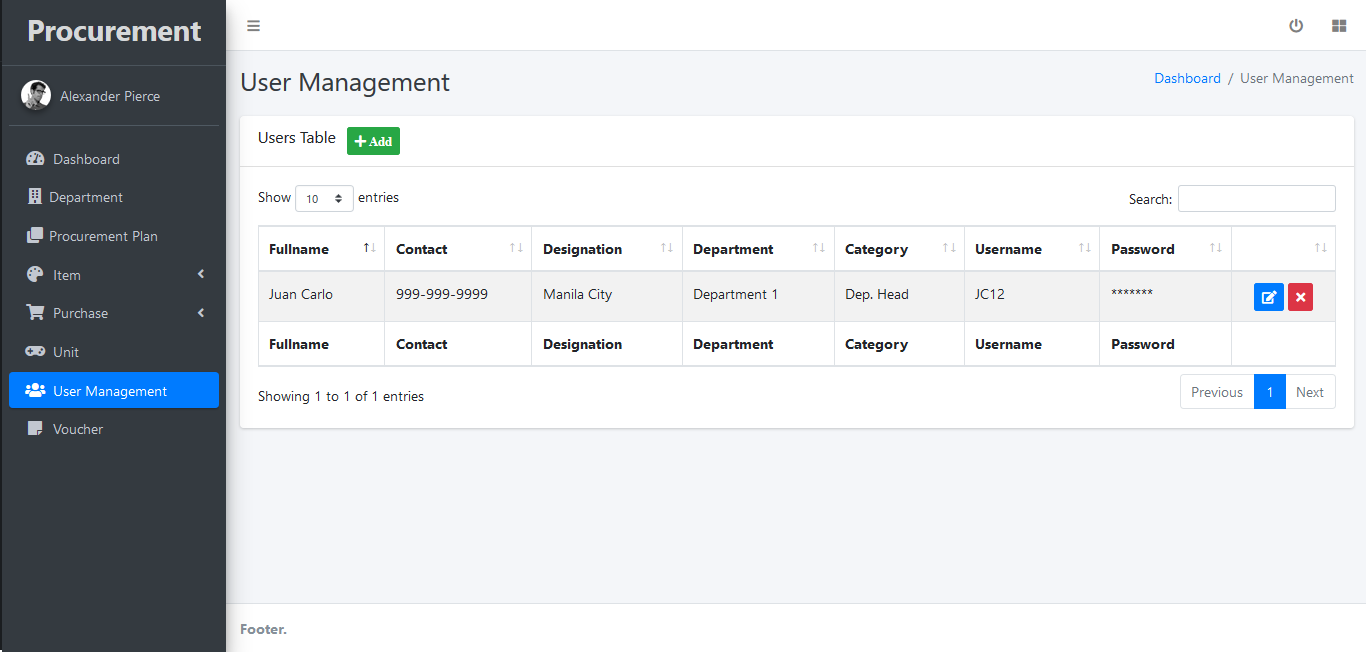 Procurement
Alexander Pierce
Dashboard
Department
Procurement Plan
Item
Purchase
Unit
User Management
Voucher
User Management
Dashboard / User Management
Users Table Add
Show 10 entries
Search:
Fullname Contact Designation Department Category Username Password
Juan Carlo 999-999-9999 Manila City Department 1 Dep. Head JC12 *******
Fullname Contact Designation Department Category Username Password
Showing 1 to 1 of 1 entries
Previous 1 Next
Footer.